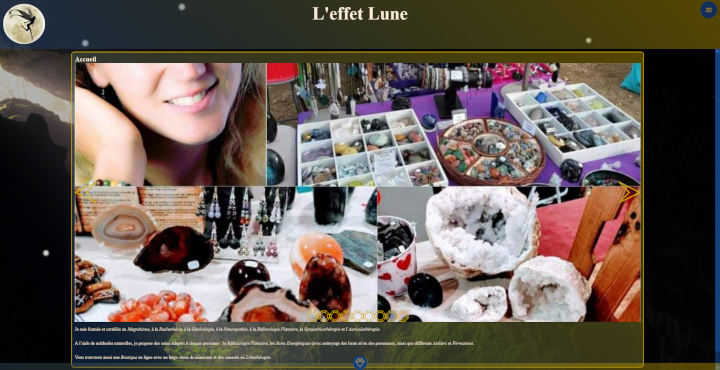 L'effet Lune
Accueil
Je suis formée et certifiée au Magnétisme, à la Radiesthésie, à la Géobiologie, à la Naturopathie, à la Réflexologie Plantaire, la Sympathicothérapie et l'Auriculothérapie.
A l'aide de méthodes naturelles, je propose des soins adaptés à chaque personne : la Réflexologie Plantaire, les Soins Energétiques (avec nettoyage des lieux et/ou des personnes), ainsi que différents Ateliers et Formations.
Vous trouverez aussi une Boutique en ligne avec un large choix de minéraux et des conseils en Lithothérapie.